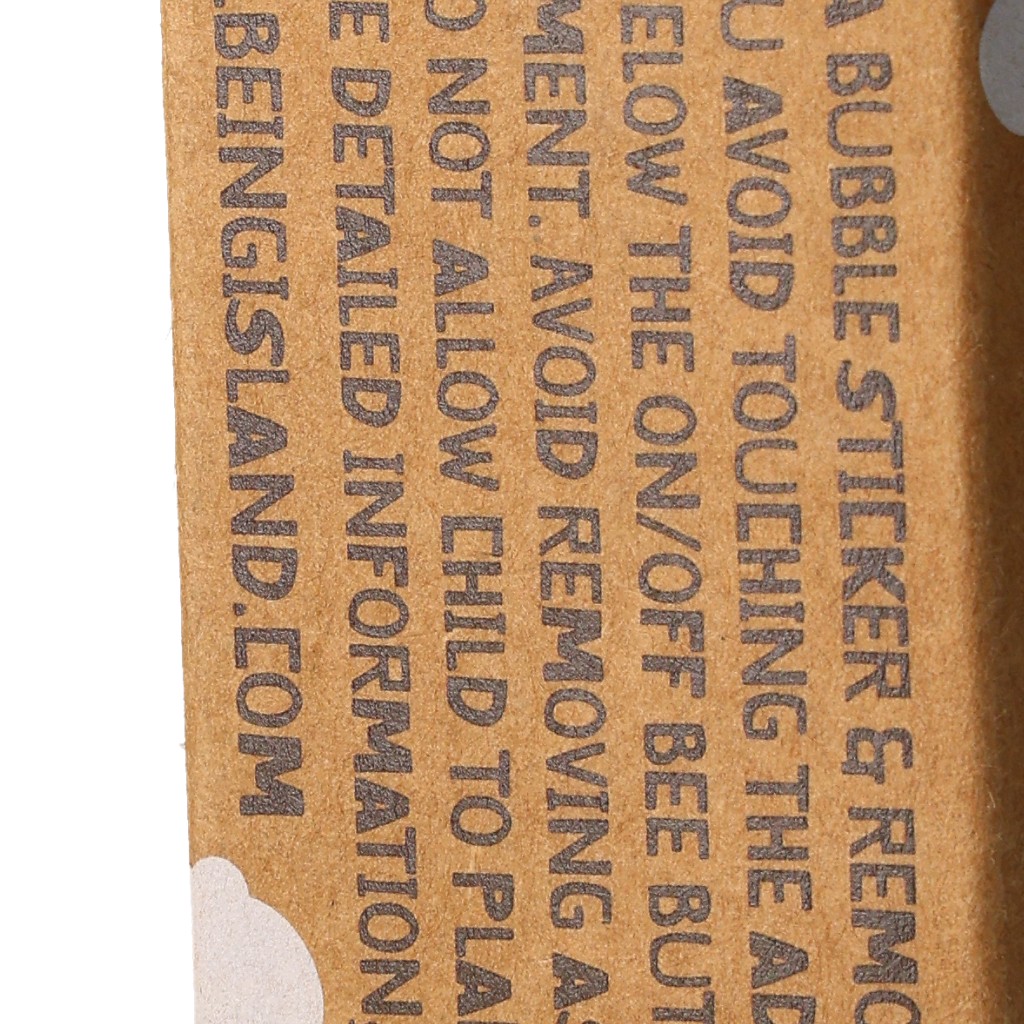 A BUBBLE STICKER & REMO
U AVOID TOUCHING THE AD
ELOW THE ON/OFF BEE BUT
MENT. AVOID REMOVING AS
O NOT ALLOW CHILD TO PLA
E DETAILED INFORMATION
.BEINGISLAND.COM